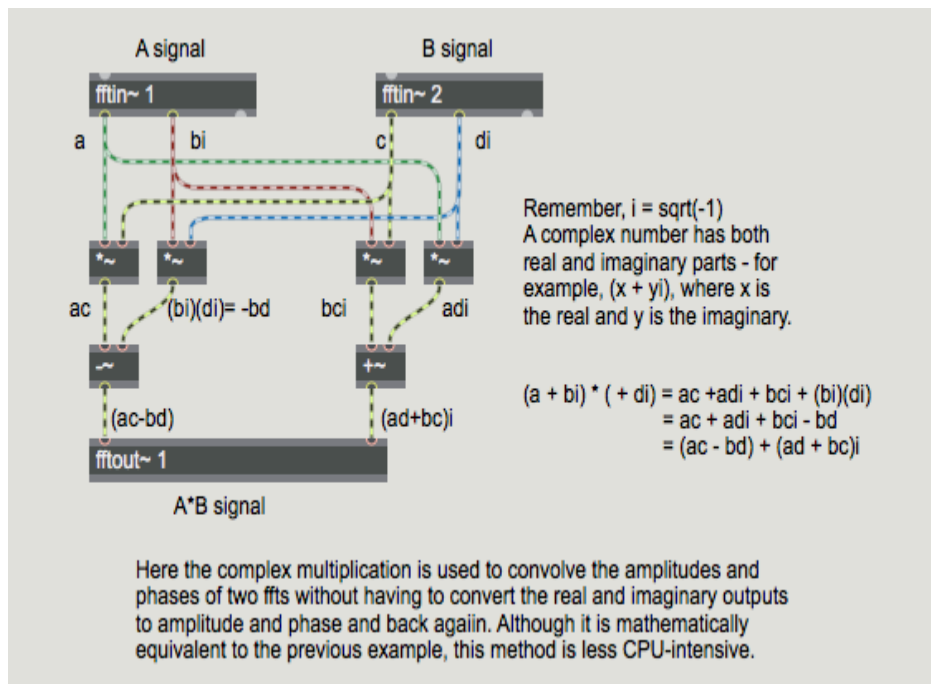 A signal
B signal
fftin~ 1
fftin~ 2
a
bi
c
di
*~
*~
*~
*~
ac
(bi)(di)= -bd
bci
adi
-~
+~
(ac-bd)
(ad+bc)i
fftout~ 1
A*B signal
Remember, i = sqrt(-1)
A complex number has both
real and imaginary parts - for
example, (x + yi), where x is
the real and y is the imaginary.
(a + bi) * ( + di) = ac +adi + bci + (bi)(di)
= ac + adi + bci - bd
= (ac - bd) + (ad + bc)i
Here the complex multiplication is used to convolve the amplitudes and
phases of two ffts without having to convert the real and imaginary outputs
to amplitude and phase and back agaiin. Although it is mathematically
equivalent to the previous example, this method is less CPU-intensive.